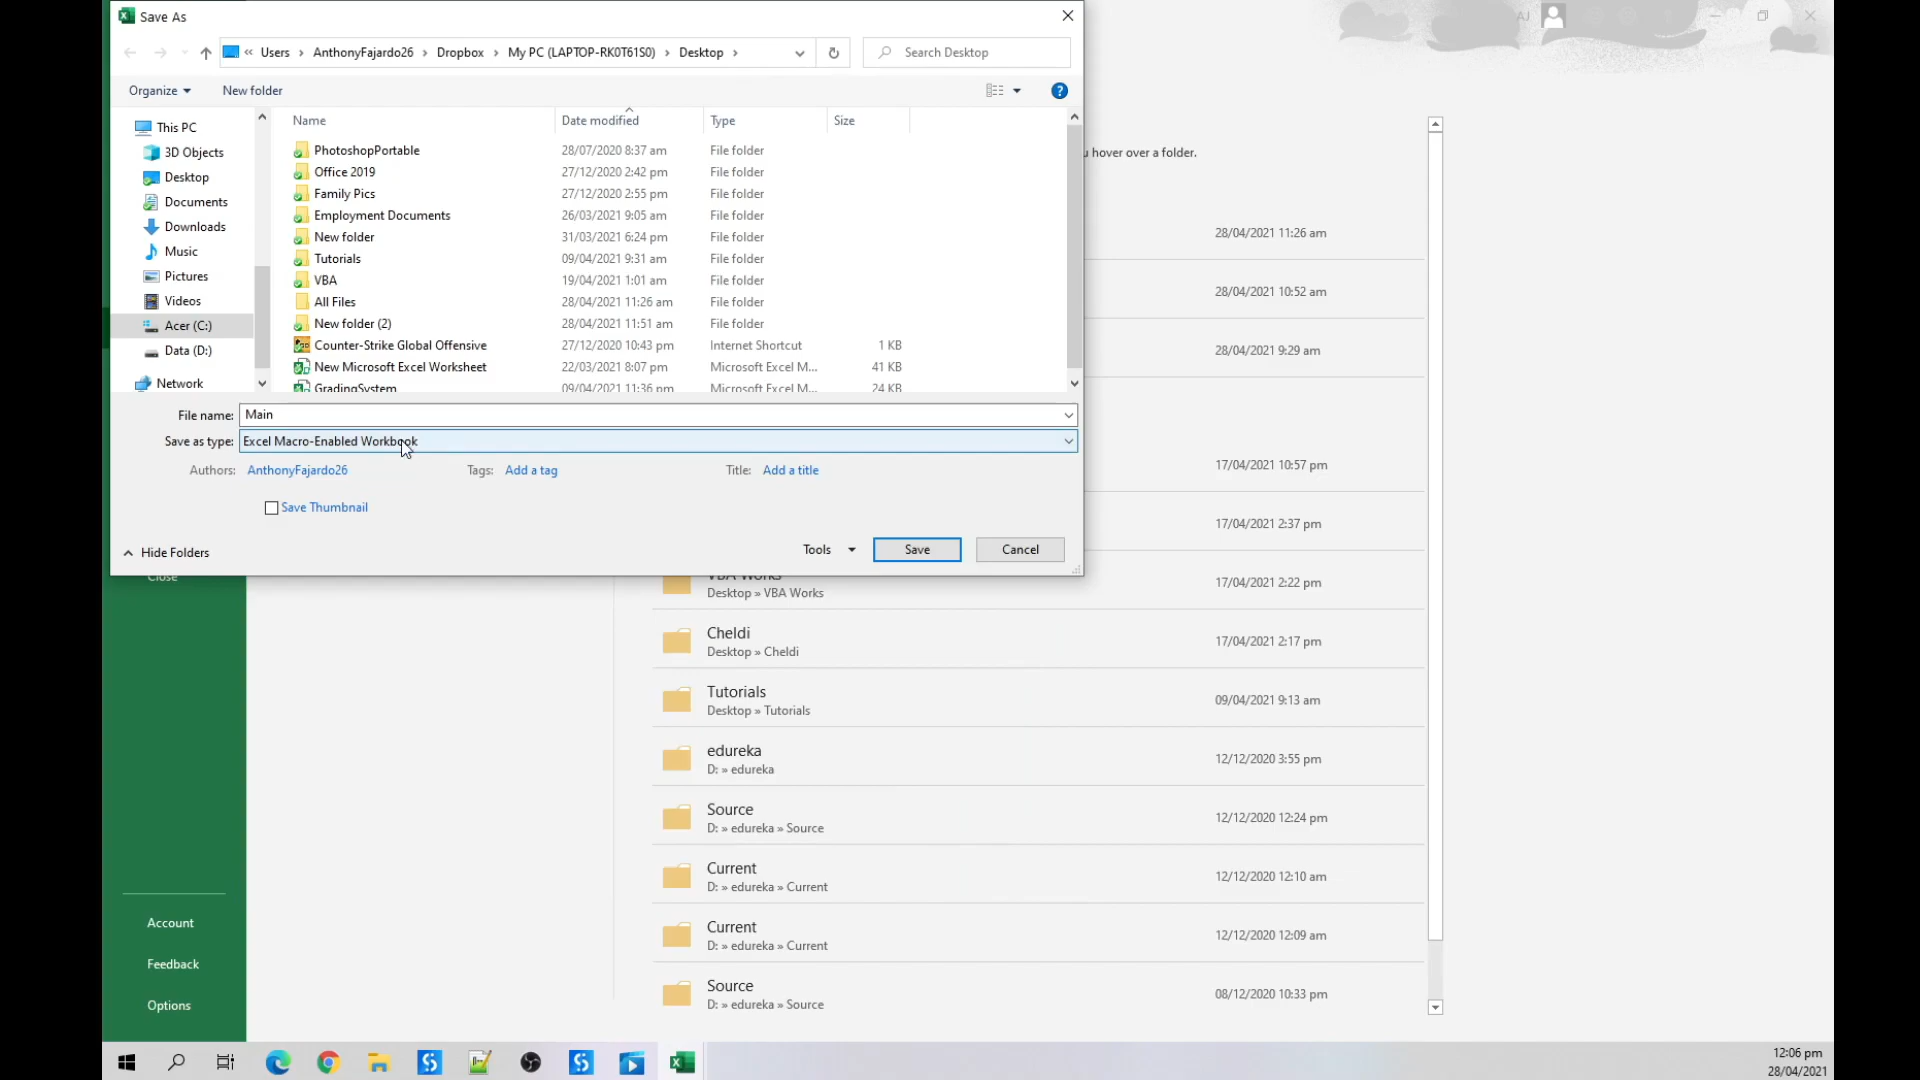 Save As
AJ
« Users › AnthonyFajardo26 › Dropbox › My PC (LAPTOP-RK0T61S0) › Desktop ›
Search Desktop
Organize
New folder
?
This PC
3D Objects
Desktop
Documents
Downloads
Music
Pictures
Videos
Acer (C:)
Data (D:)
Network
Name Date modified Type Size
PhotoshopPortable 28/07/2020 8:37 am File folder
Office 2019 27/12/2020 2:42 pm File folder
Family Pics 27/12/2020 2:55 pm File folder
Employment Documents 26/03/2021 9:05 am File folder
New folder 31/03/2021 6:24 pm File folder
Tutorials 09/04/2021 9:31 am File folder
VBA 19/04/2021 1:01 am File folder
All Files 28/04/2021 11:26 am File folder
New folder (2) 28/04/2021 11:51 am File folder
Counter-Strike Global Offensive 27/12/2020 10:43 pm Internet Shortcut 1 KB
New Microsoft Excel Worksheet 22/03/2021 8:07 pm Microsoft Excel M... 41 KB
GradingSystem 09/04/2021 11:36 pm Microsoft Excel M... 24 KB
File name: Main
Save as type: Excel Macro-Enabled Workbook
Authors: AnthonyFajardo26
Tags: Add a tag
Title: Add a title
Save Thumbnail
Hide Folders
Tools
Save
Cancel
hover over a folder.
28/04/2021 11:26 am
28/04/2021 10:52 am
28/04/2021 9:29 am
17/04/2021 10:57 pm
17/04/2021 2:37 pm
Close
VBA Works
Desktop » VBA Works
17/04/2021 2:22 pm
Cheldi
Desktop » Cheldi
17/04/2021 2:17 pm
Tutorials
Desktop » Tutorials
09/04/2021 9:13 am
edureka
D: » edureka
12/12/2020 3:55 pm
Source
D: » edureka » Source
12/12/2020 12:24 pm
Current
D: » edureka » Current
12/12/2020 12:10 am
Current
D: » edureka » Current
12/12/2020 12:09 am
Source
D: » edureka » Source
08/12/2020 10:33 pm
Account
Feedback
Options
12:06 pm
28/04/2021